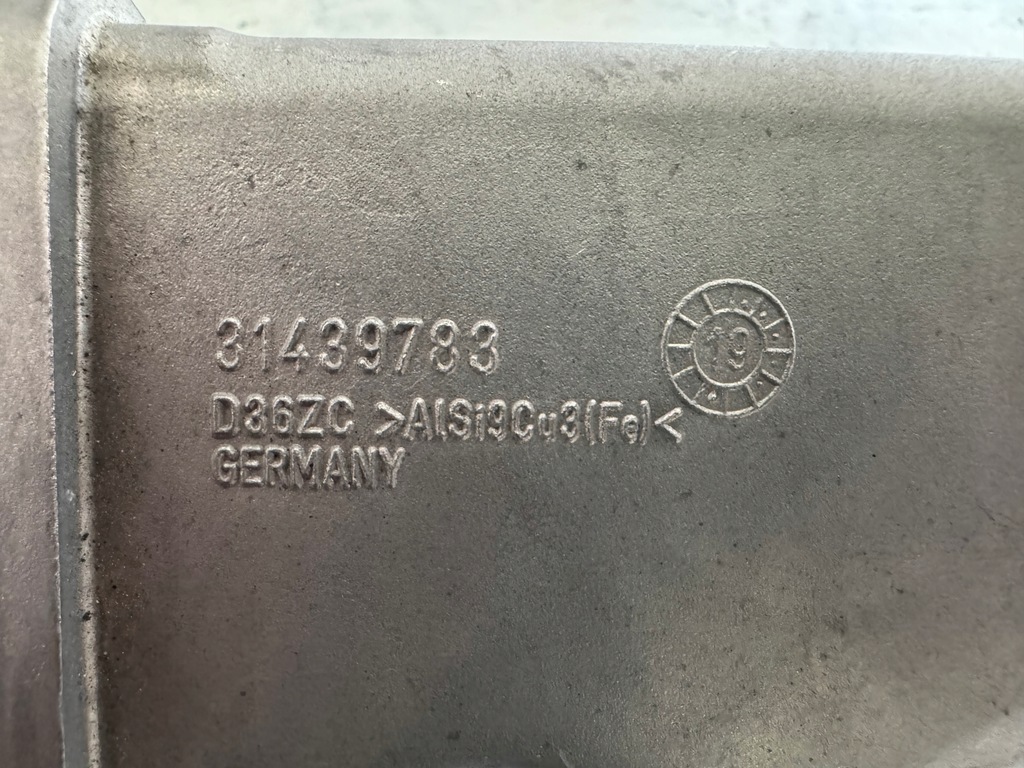 31439783
19
D36ZC >AlSi9Cu3(Fe)<
GERMANY